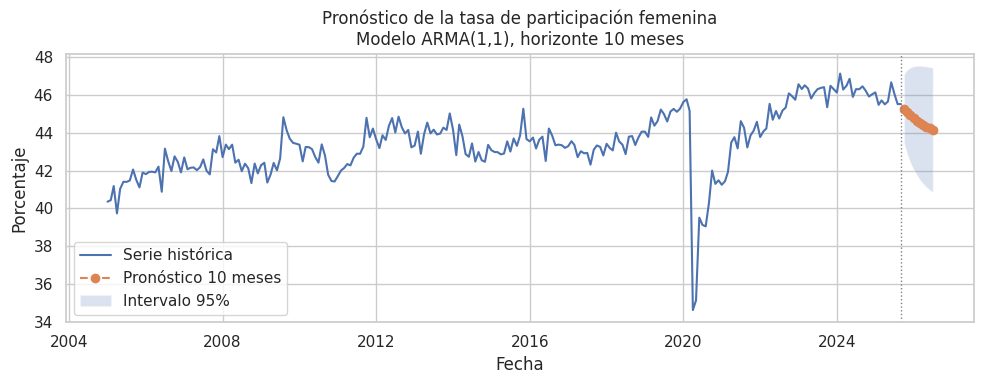 Pronóstico de la tasa de participación femenina
Modelo ARMA(1,1), horizonte 10 meses
Porcentaje
48
46
44
42
40
38
36
34
Serie histórica
Pronóstico 10 meses
Intervalo 95%
2004
2008
2012
2016
2020
2024
Fecha